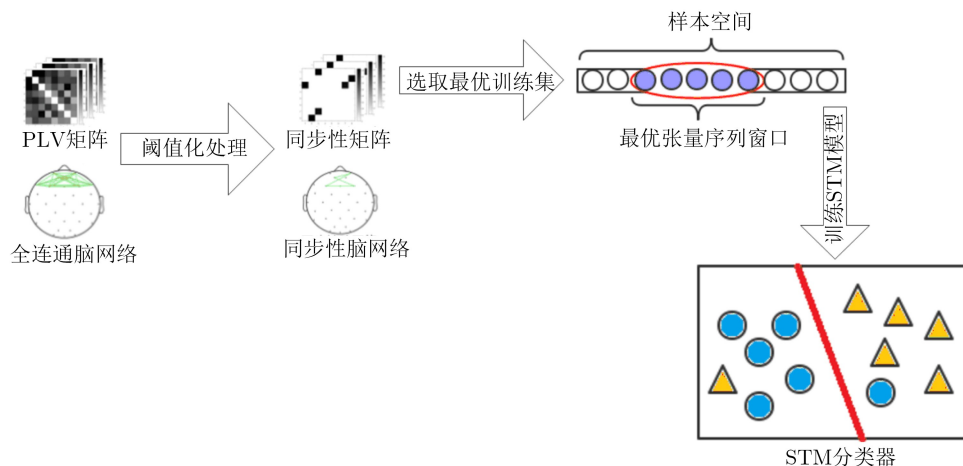 PLV矩阵
全连通脑网络
阈值化处理
同步性矩阵
同步性脑网络
选取最优训练集
样本空间
最优张量序列窗口
训练STM模型
STM分类器